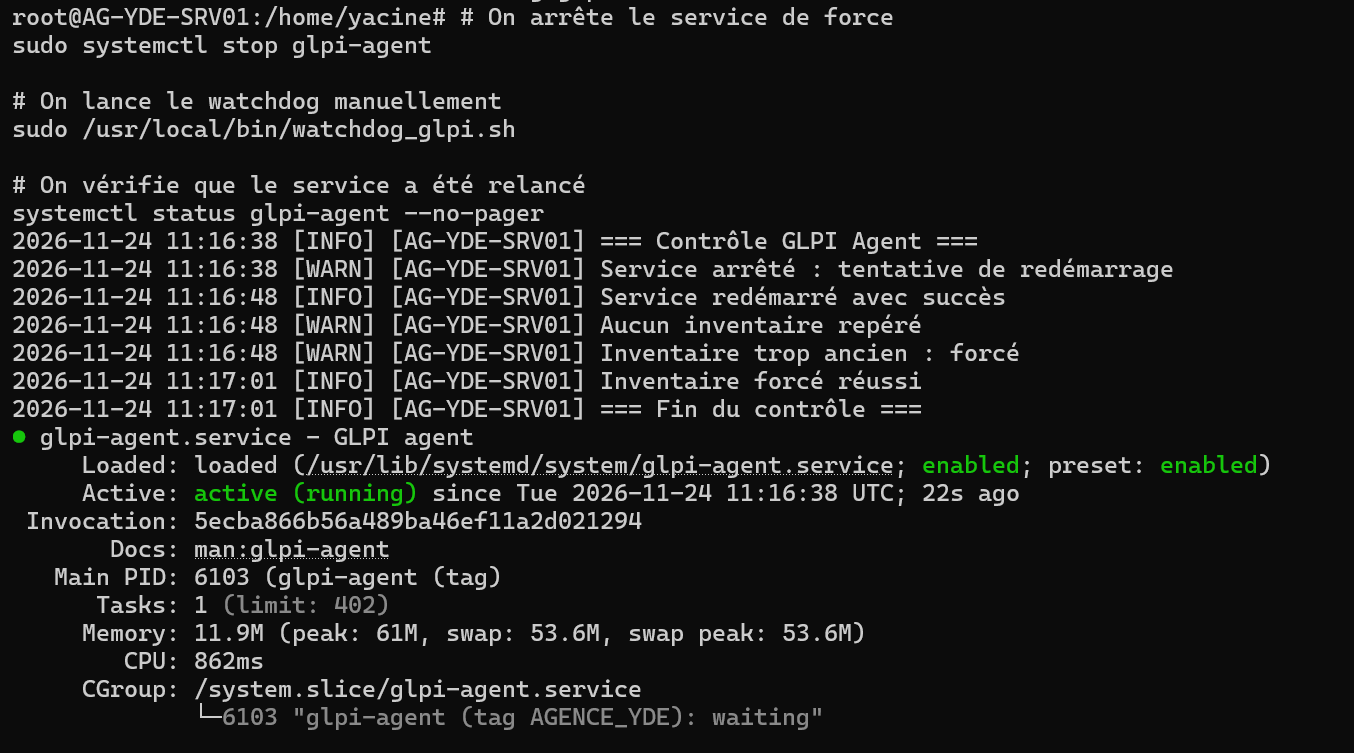 root@AG-YDE-SRV01:/home/yacine# # On arrête le service de force
sudo systemctl stop glpi-agent
# On lance le watchdog manuellement
sudo /usr/local/bin/watchdog_glpi.sh
# On vérifie que le service a été relancé
systemctl status glpi-agent --no-pager
2026-11-24 11:16:38 [INFO] [AG-YDE-SRV01] === Contrôle GLPI Agent ===
2026-11-24 11:16:38 [WARN] [AG-YDE-SRV01] Service arrêté : tentative de redémarrage
2026-11-24 11:16:48 [INFO] [AG-YDE-SRV01] Service redémarré avec succès
2026-11-24 11:16:48 [WARN] [AG-YDE-SRV01] Aucun inventaire repéré
2026-11-24 11:16:48 [WARN] [AG-YDE-SRV01] Inventaire trop ancien : forcé
2026-11-24 11:17:01 [INFO] [AG-YDE-SRV01] Inventaire forcé réussi
2026-11-24 11:17:01 [INFO] [AG-YDE-SRV01] === Fin du contrôle ===
● glpi-agent.service - GLPI agent
Loaded: loaded (/usr/lib/systemd/system/glpi-agent.service; enabled; preset: enabled)
Active: active (running) since Tue 2026-11-24 11:16:38 UTC; 22s ago
Invocation: 5ecba866b56a489ba46ef11a2d021294
Docs: man:glpi-agent
Main PID: 6103 (glpi-agent (tag)
Tasks: 1 (limit: 402)
Memory: 11.9M (peak: 61M, swap: 53.6M, swap peak: 53.6M)
CPU: 862ms
CGroup: /system.slice/glpi-agent.service
└─6103 "glpi-agent (tag AGENCE_YDE): waiting"